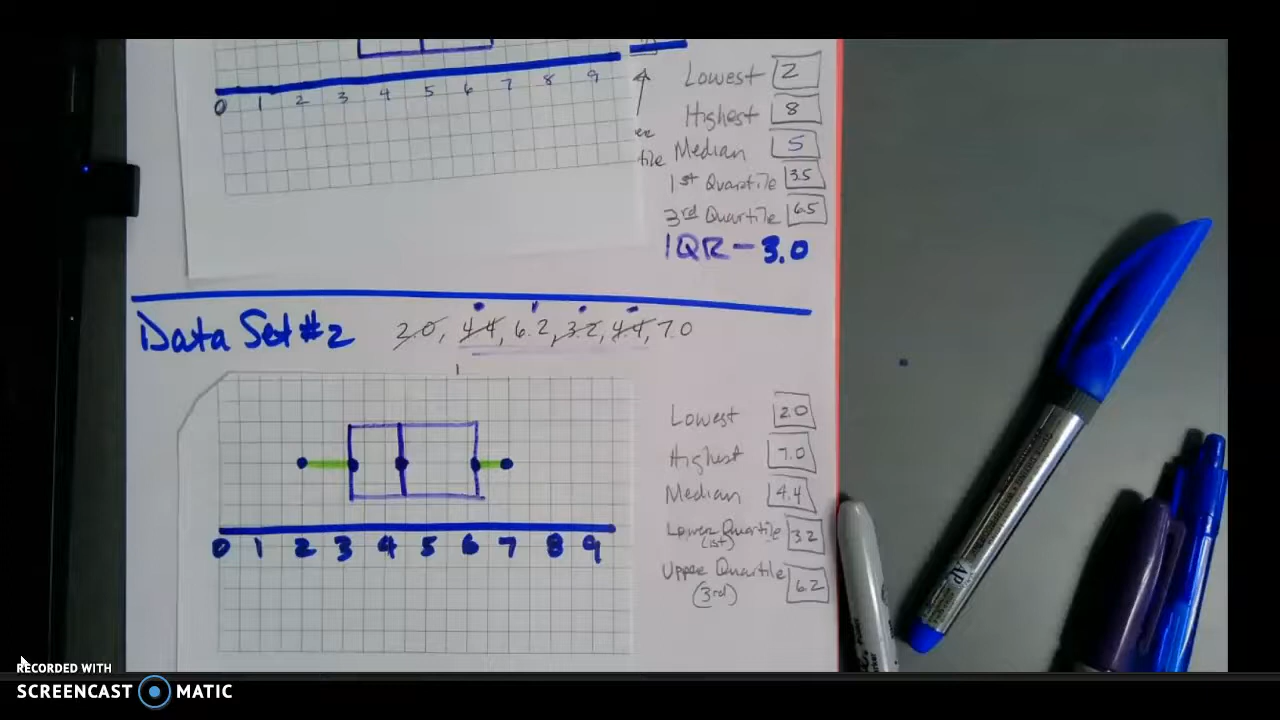 0 1 2 3 4 5 6 7 8 9
Lowest 2
Highest 8
Median 5
1st Quartile 3.5
3rd Quartile 6.5
IQR - 3.0
Data Set #2 2.0, 4.4, 6.2, 3.2, 4.4, 7.0
Lowest 2.0
Highest 7.0
Median 4.4
Lower Quartile 3.2
(1st)
Upper Quartile 6.2
(3rd)
0 1 2 3 4 5 6 7 8 9
AP
RECORDED WITH
SCREENCAST MATIC